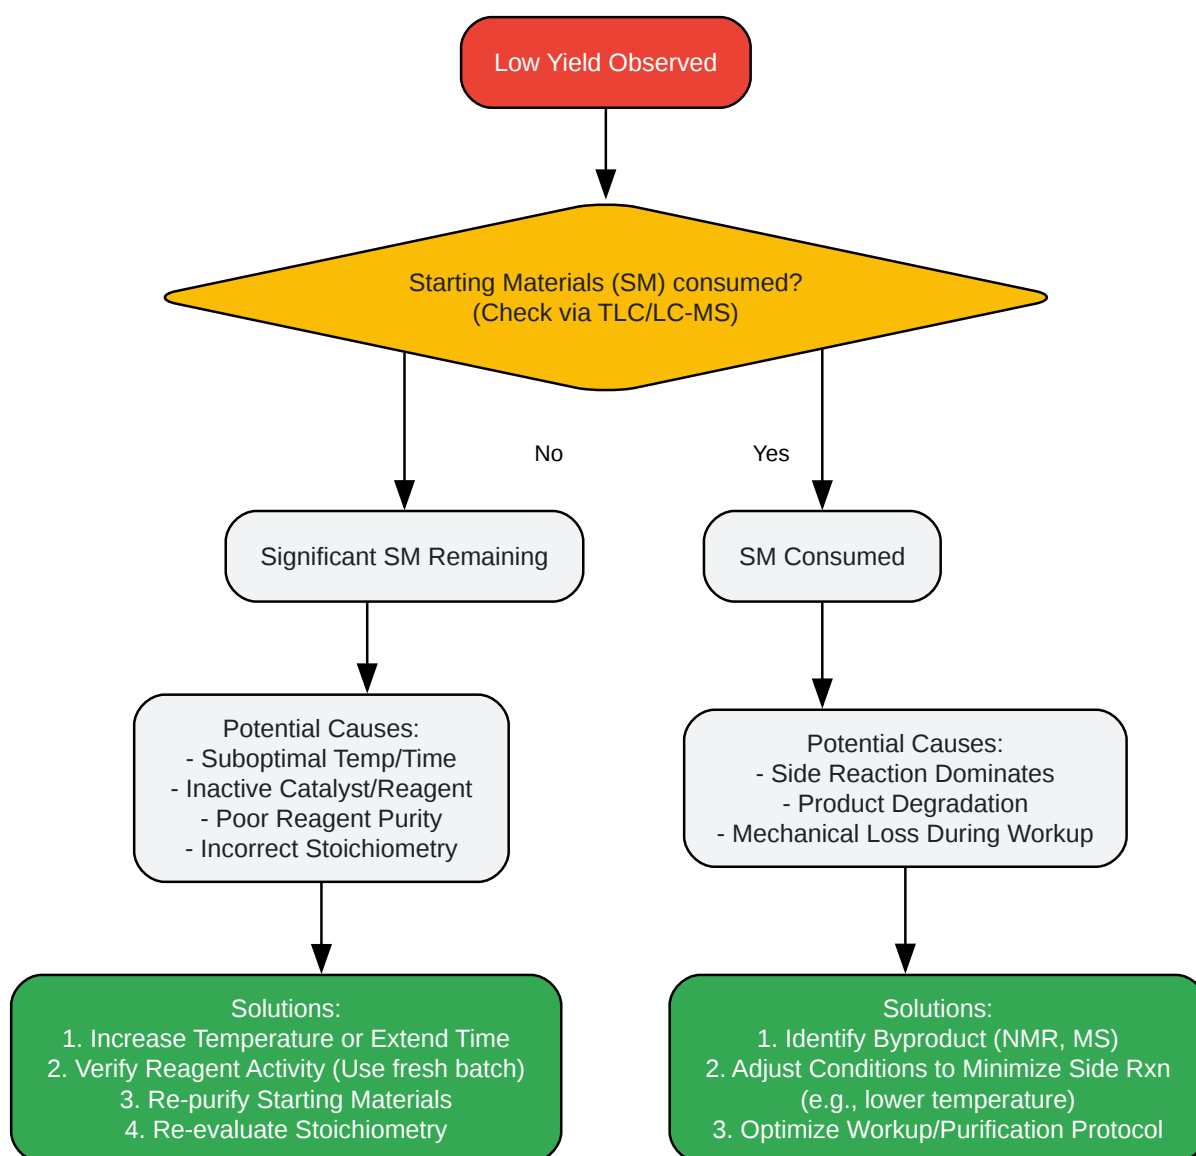 Low Yield Observed
Starting Materials (SM) consumed?
(Check via TLC/LC-MS)
No
Yes
Significant SM Remaining
SM Consumed
Potential Causes:
- Suboptimal Temp/Time
- Inactive Catalyst/Reagent
- Poor Reagent Purity
- Incorrect Stoichiometry
Potential Causes:
- Side Reaction Dominates
- Product Degradation
- Mechanical Loss During Workup
Solutions:
1. Increase Temperature or Extend Time
2. Verify Reagent Activity (Use fresh batch)
3. Re-purify Starting Materials
4. Re-evaluate Stoichiometry
Solutions:
1. Identify Byproduct (NMR, MS)
2. Adjust Conditions to Minimize Side Rxn
(e.g., lower temperature)
3. Optimize Workup/Purification Protocol